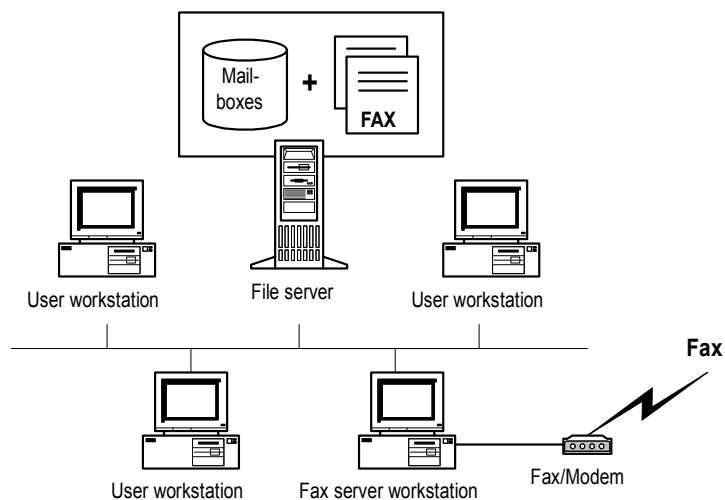 Mail-
boxes
+
FAX
User workstation
File server
User workstation
Fax
User workstation
Fax server workstation
Fax/Modem